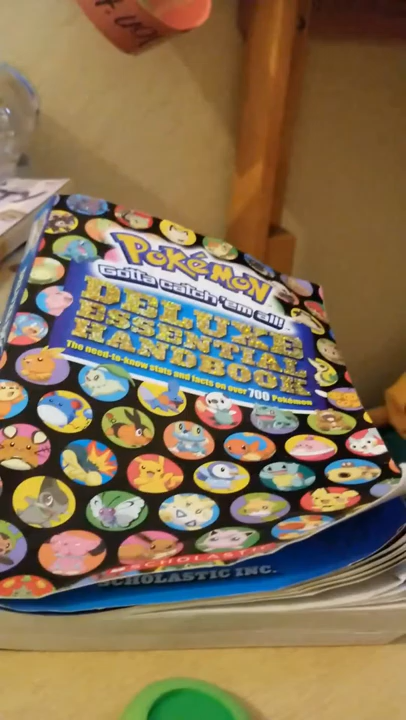 POKéMON
Gotta catch 'em all!
DELUXE
ESSENTIAL
HANDBOOK
The need-to-know stats and facts on over 700 Pokémon
SCHOLASTIC
SCHOLASTIC INC.